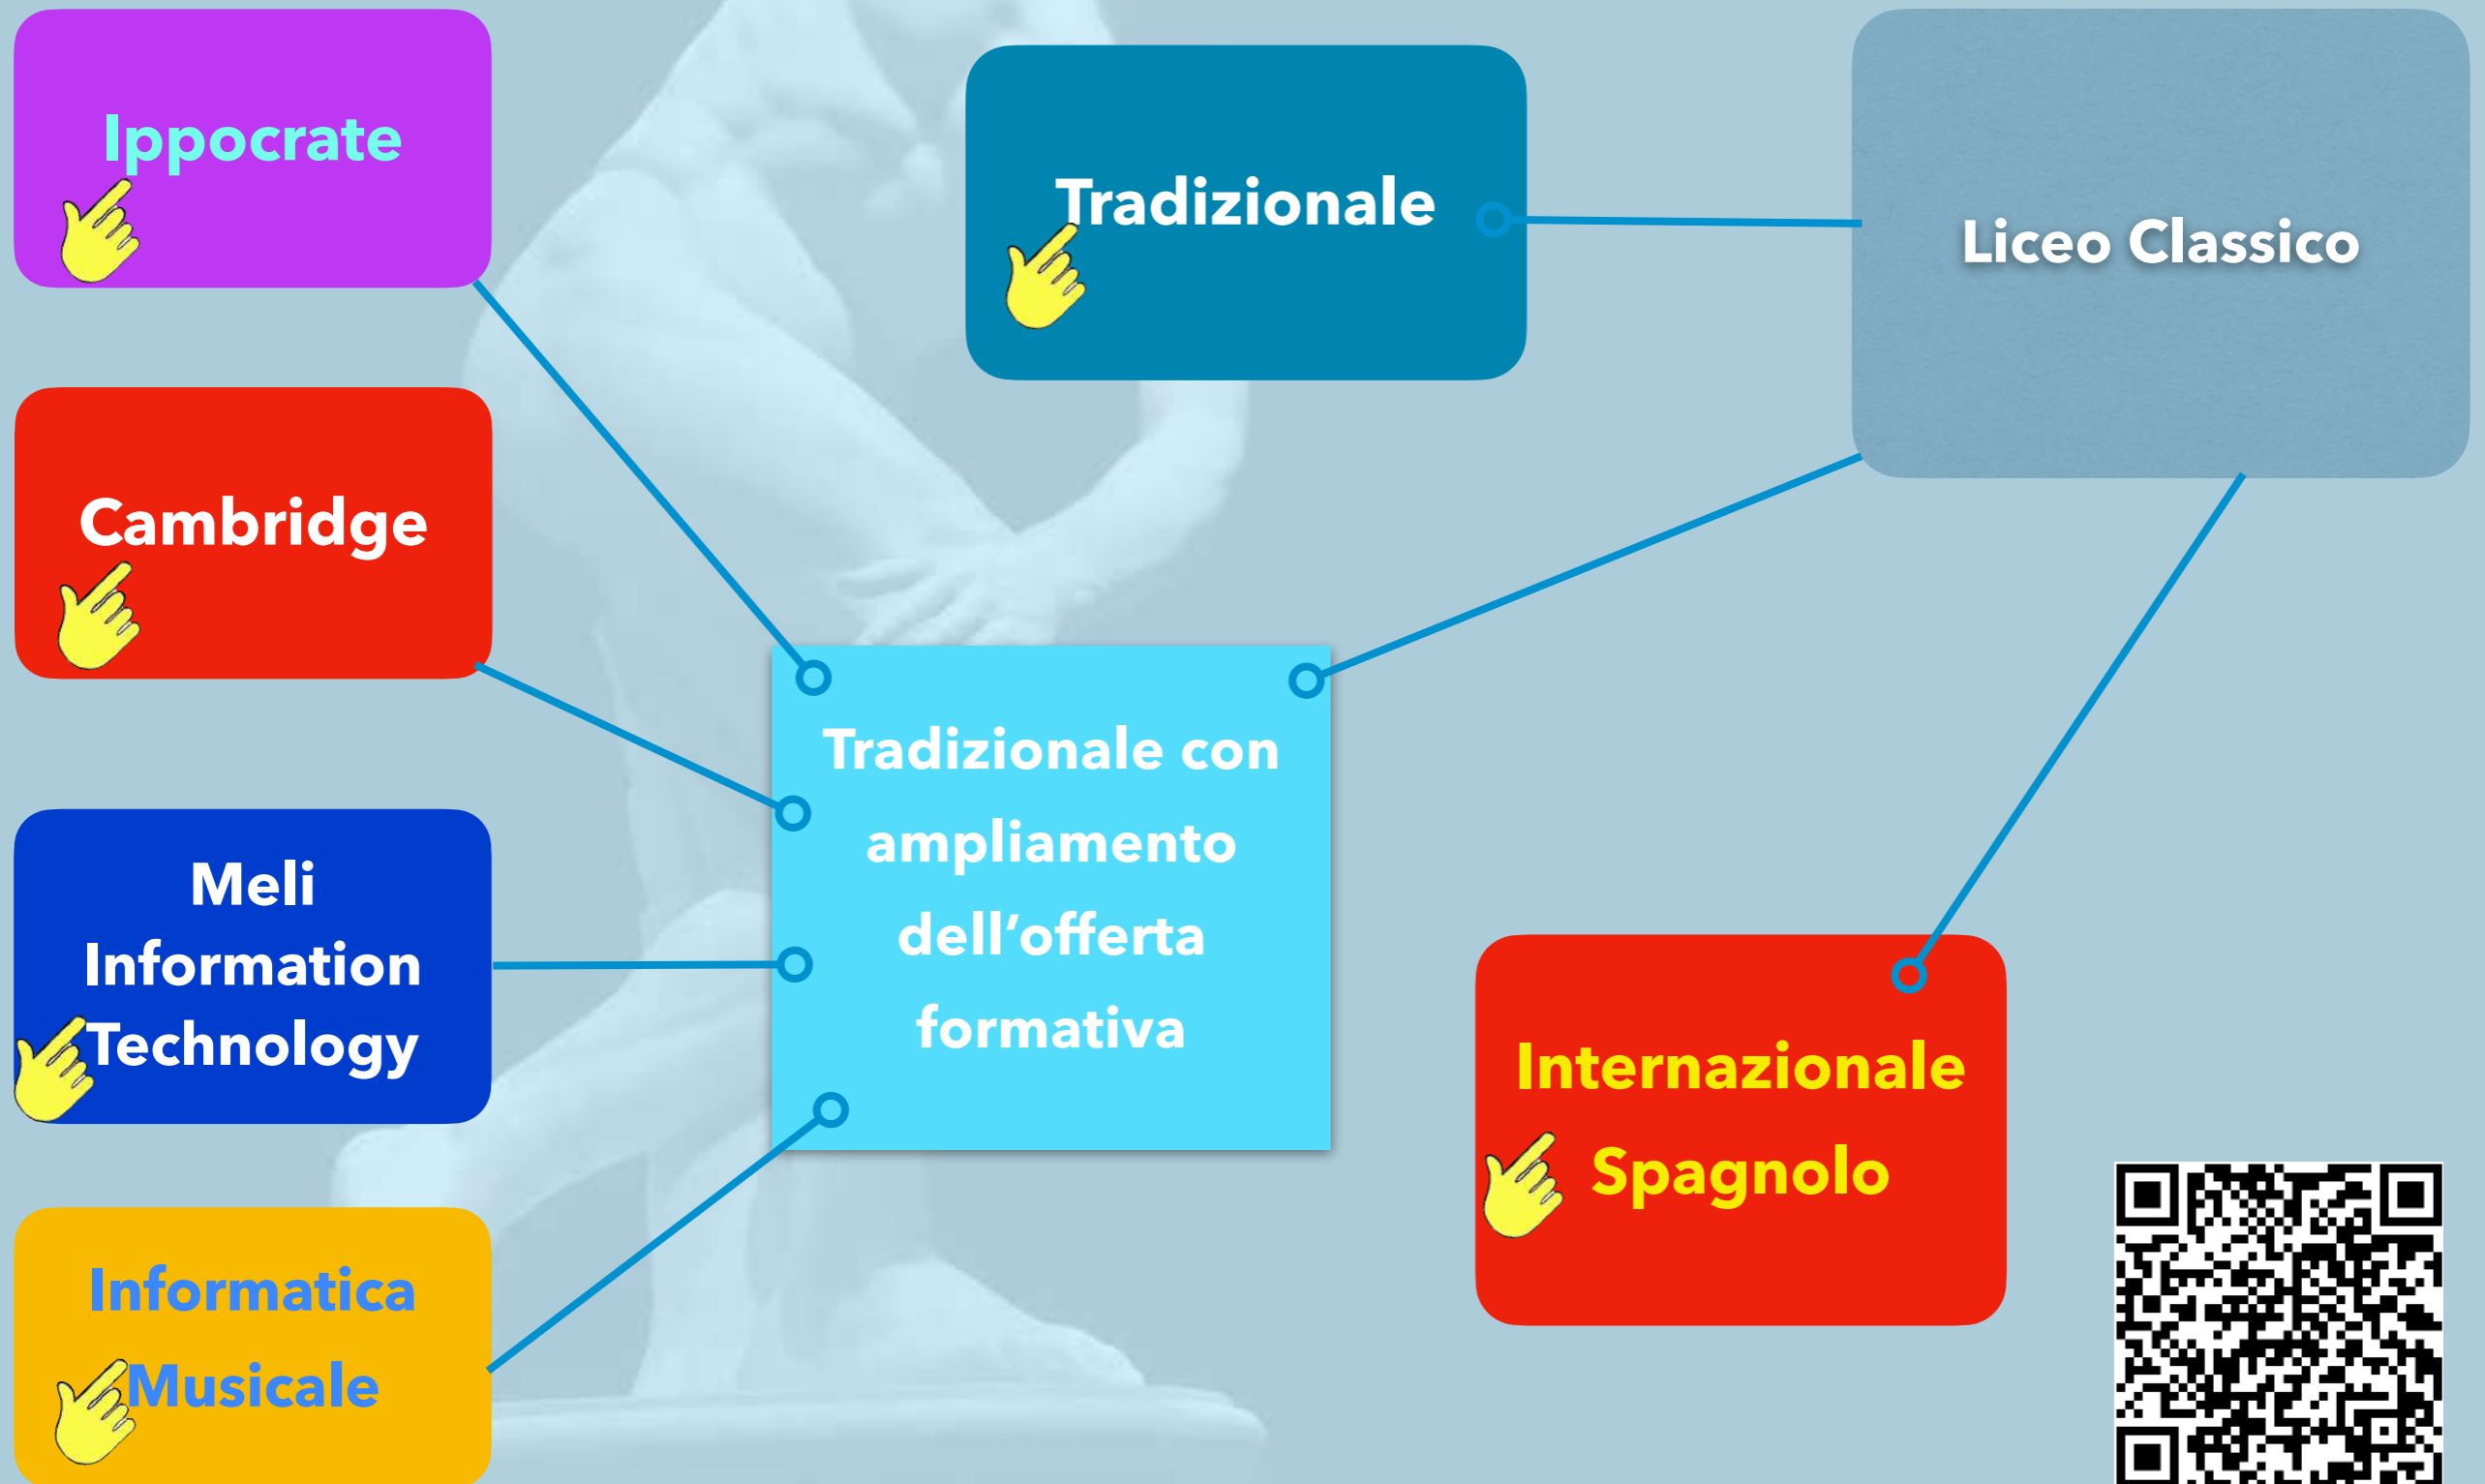 Ippocrate
Tradizionale
Liceo Classico
Cambridge
Tradizionale con
ampliamento
dell’offerta
formativa
Meli
Information
Technology
Internazionale
Spagnolo
Informatica
Musicale